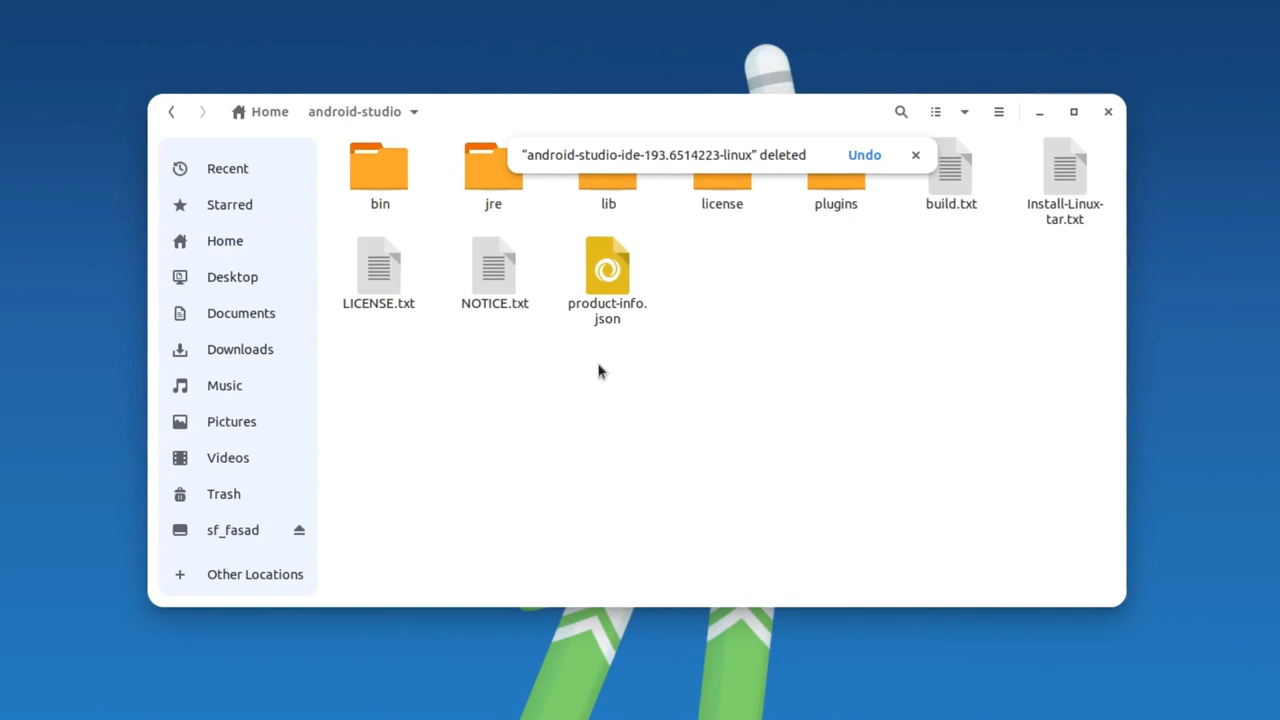 Home
android-studio
“android-studio-ide-193.6514223-linux” deleted
Undo
Recent
Starred
Home
Desktop
Documents
Downloads
Music
Pictures
Videos
Trash
sf_fasad
Other Locations
bin
jre
lib
license
plugins
build.txt
Install-Linux-
tar.txt
LICENSE.txt
NOTICE.txt
product-info.
json